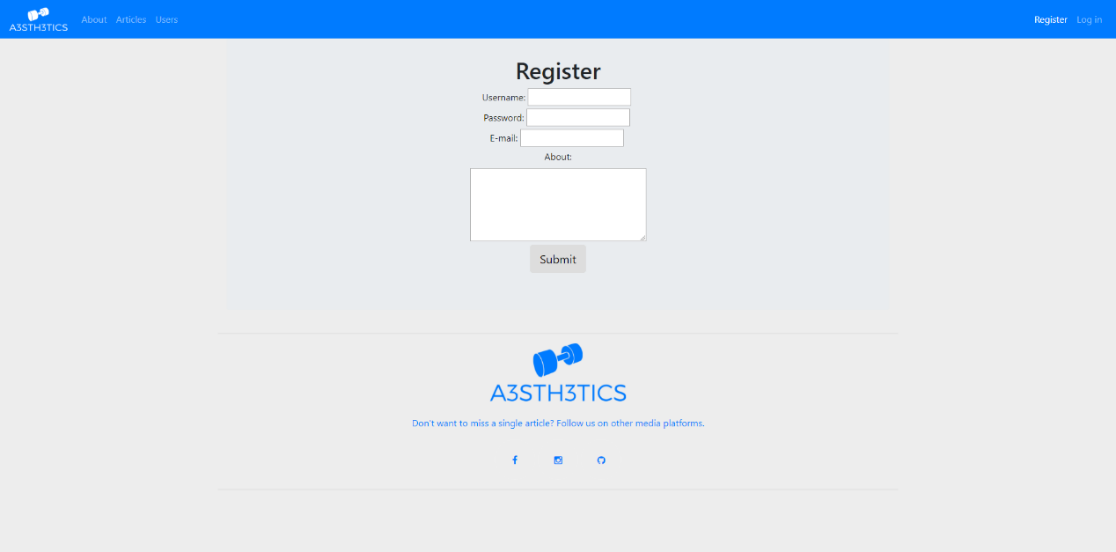 A3STH3TICS About Articles Users Register Log in
Register
Username:
Password:
E-mail:
About:
Submit
A3STH3TICS
Don't want to miss a single article? Follow us on other media platforms.